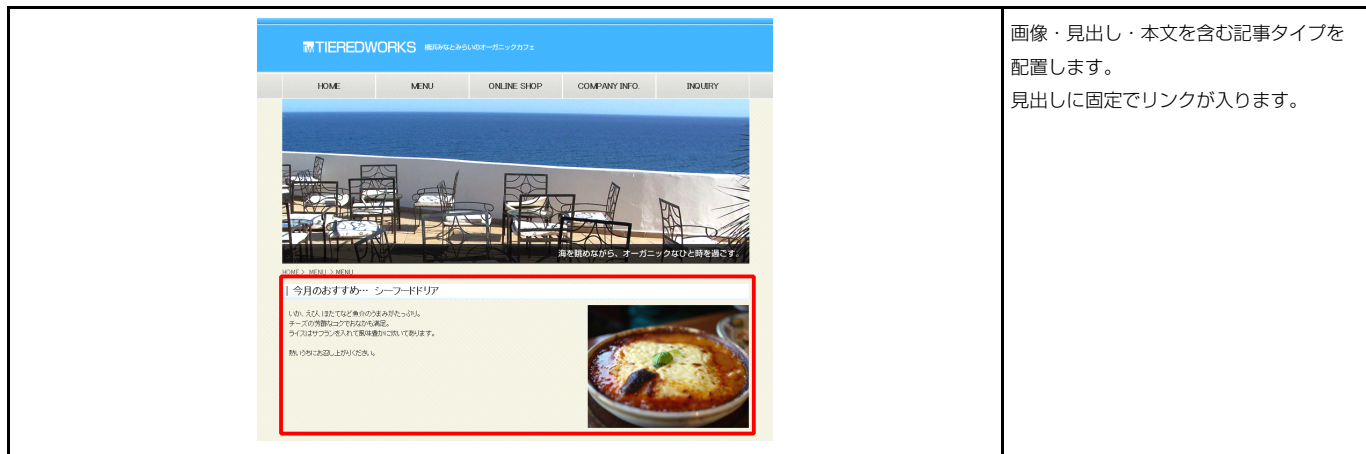 TIEREDWORKS 横浜みなとみらいのオーガニックカフェ
HOME MENU ONLINE SHOP COMPANY INFO. INQUIRY
海を眺めながら、オーガニックなひと時を過ごす。
HOME > MENU > MENU
今月のおすすめ… シーフードドリア
いか、えび、ほたてなど魚介のうまみがたっぷり。
チーズの芳醇なコクでおなかも満足。
ライスはサフランを入れて風味豊かに炊いてあります。
熱いうちにお召し上がりください。
画像・見出し・本文を含む記事タイプを
配置します。
見出しに固定でリンクが入ります。